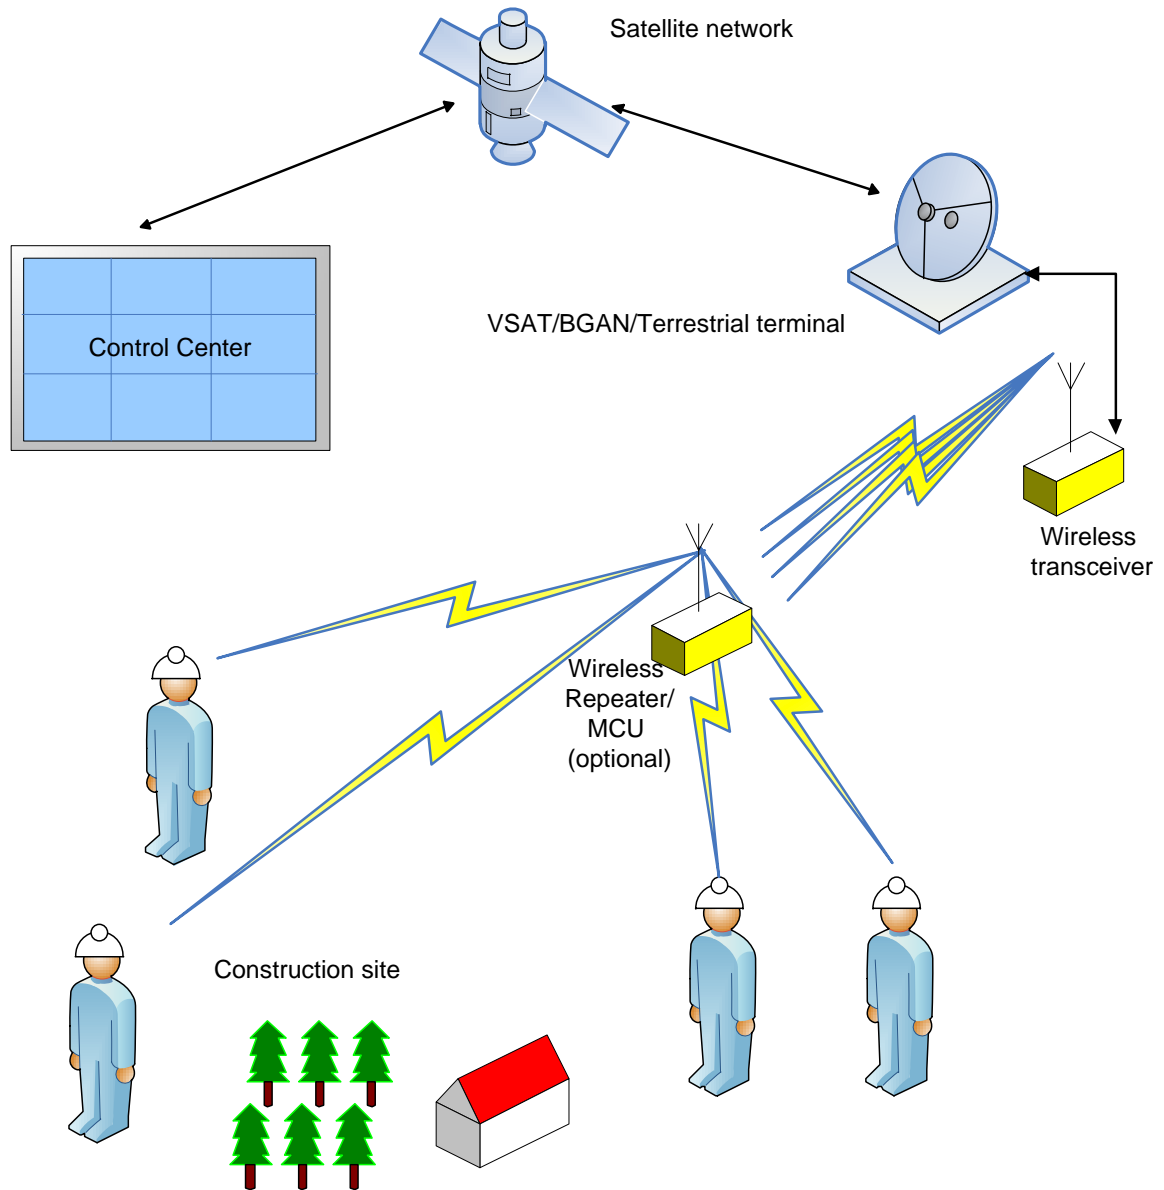 Satellite network
VSAT/BGAN/Terrestrial terminal
Control Center
Wireless
transceiver
Wireless
Repeater/
MCU
(optional)
Construction site